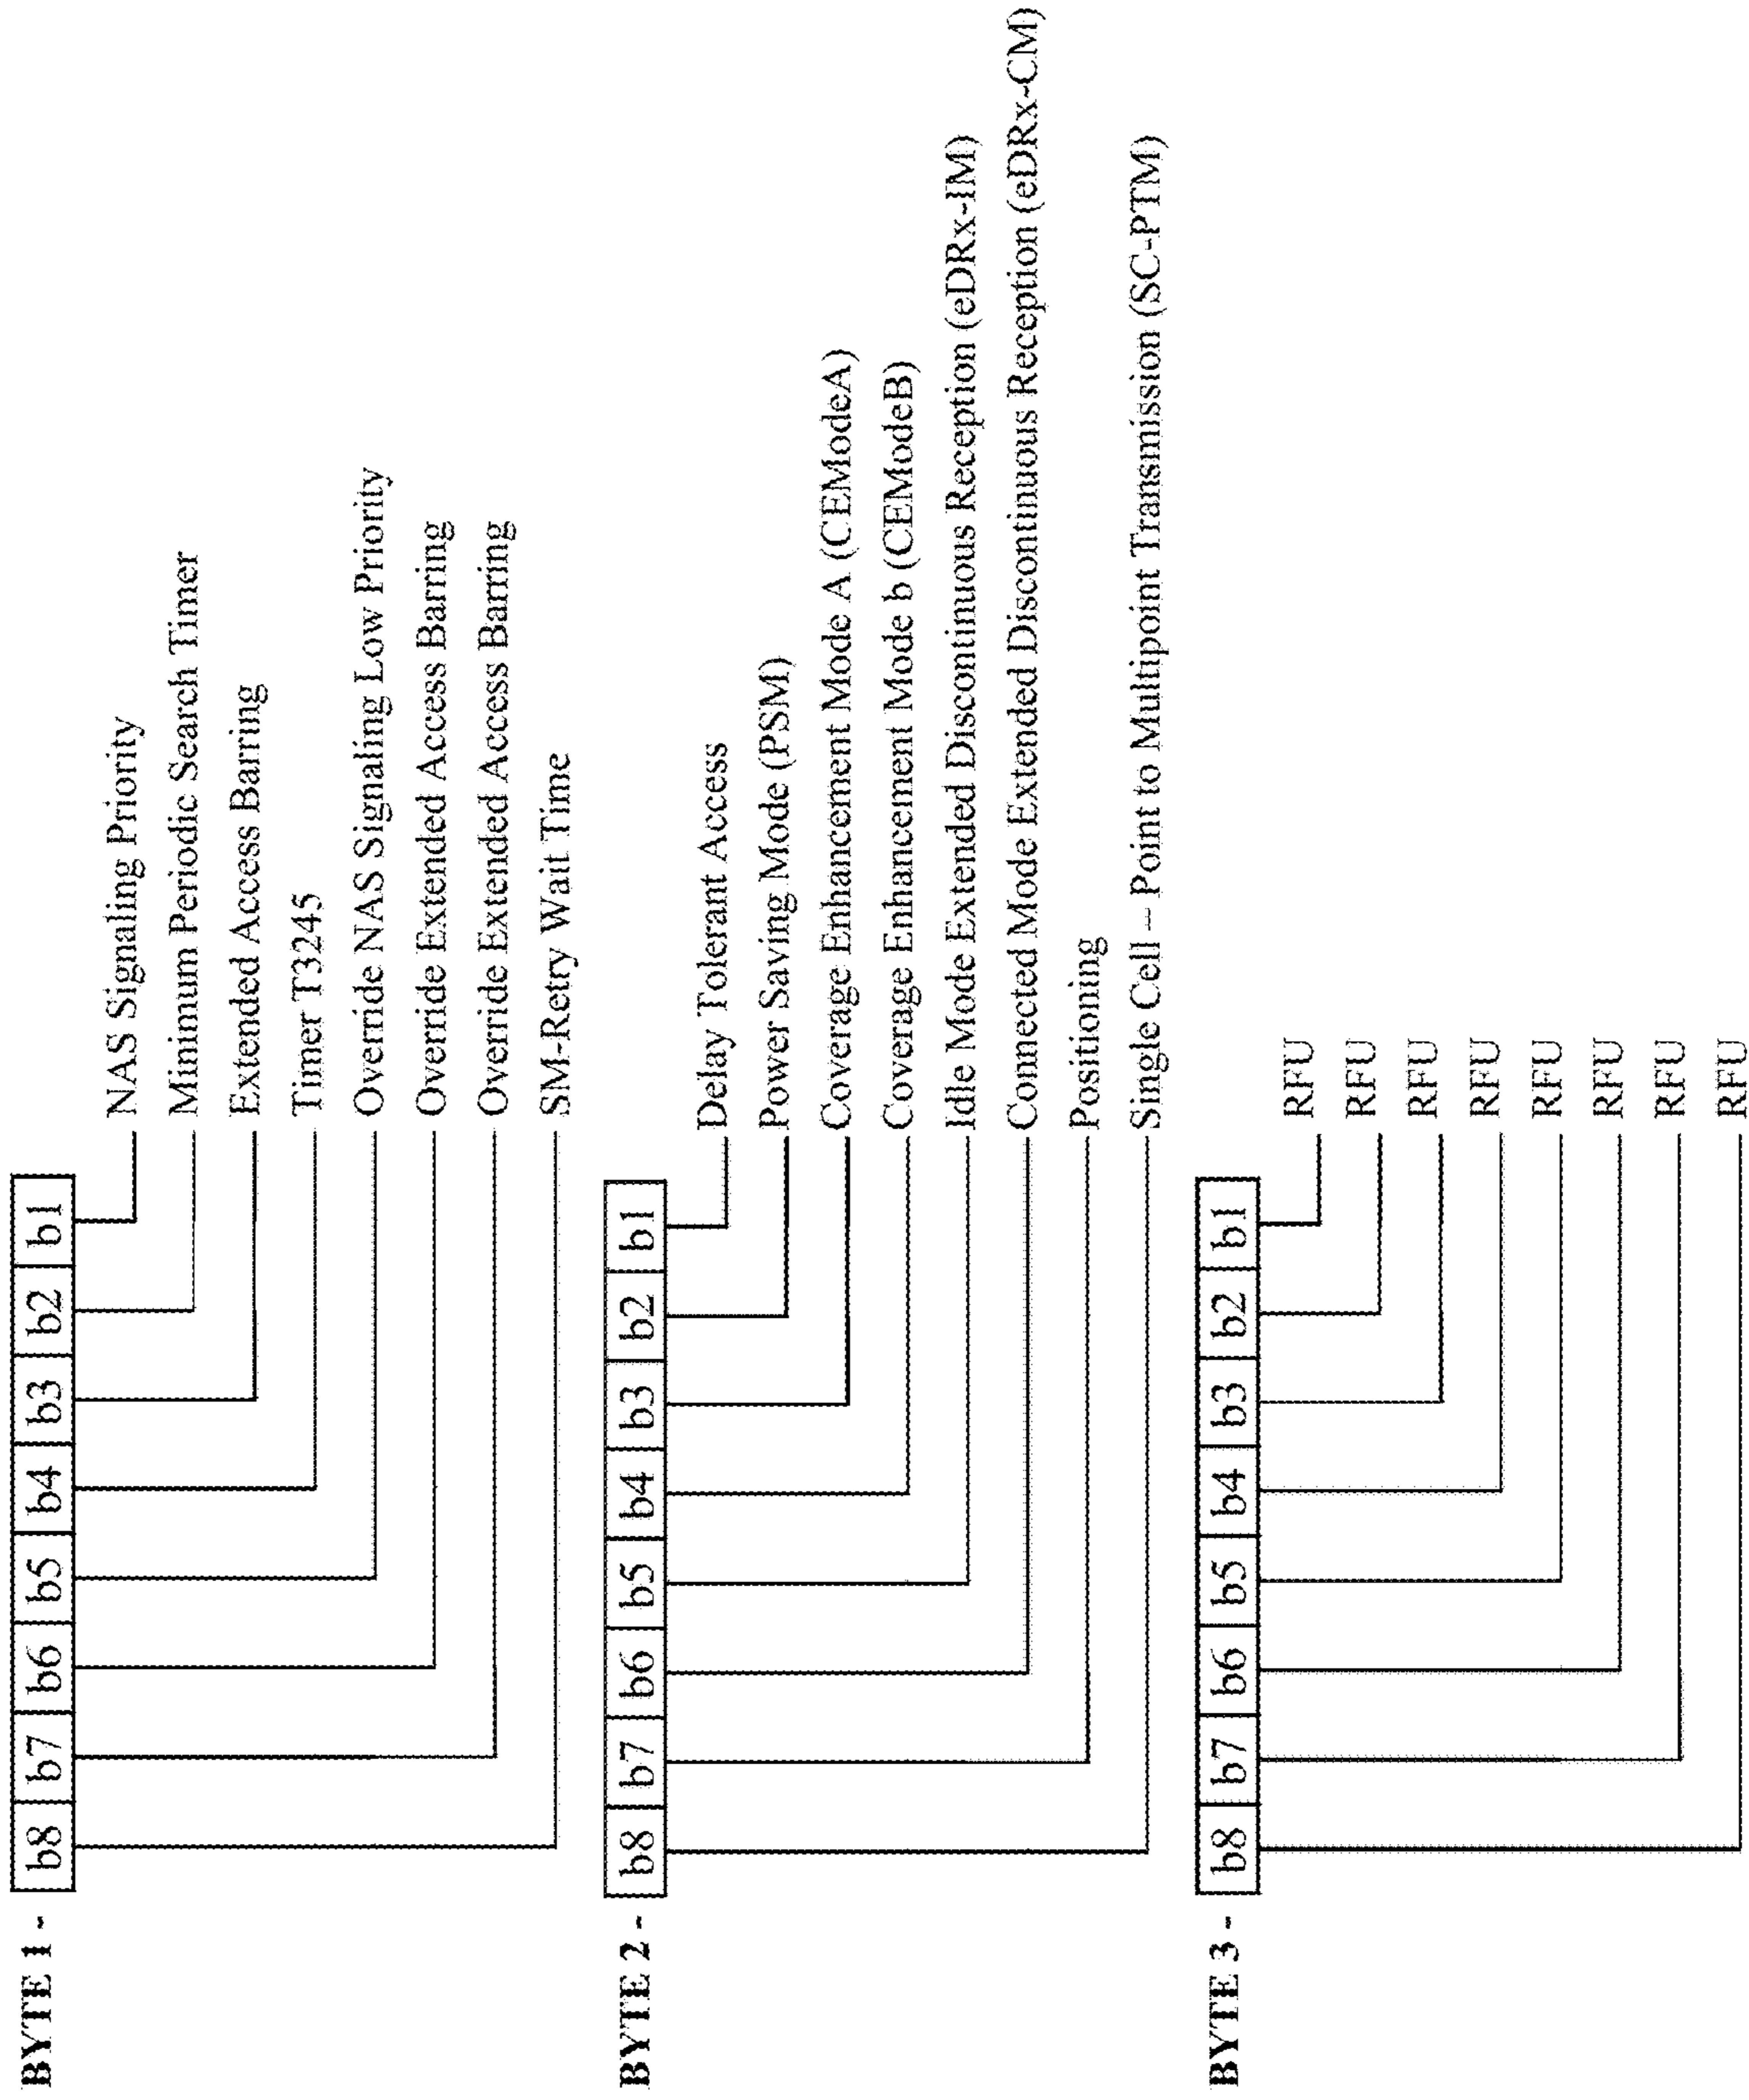 BYTE 1 - b8 b7 b6 b5 b4 b3 b2 b1
NAS Signaling Priority
Minimum Periodic Search Timer
Extended Access Barring
Timer T3245
Override NAS Signaling Low Priority
Override Extended Access Barring
Override Extended Access Barring
SM-Retry Wait Time
BYTE 2 - b8 b7 b6 b5 b4 b3 b2 b1
Delay Tolerant Access
Power Saving Mode (PSM)
Coverage Enhancement Mode A (CEModeA)
Coverage Enhancement Mode b (CEModeB)
Idle Mode Extended Discontinuous Reception (eDRx-IM)
Connected Mode Extended Discontinuous Reception (eDRx-CM)
Positioning
Single Cell – Point to Multipoint Transmission (SC-PTM)
BYTE 3 - b8 b7 b6 b5 b4 b3 b2 b1
RFU
RFU
RFU
RFU
RFU
RFU
RFU
RFU